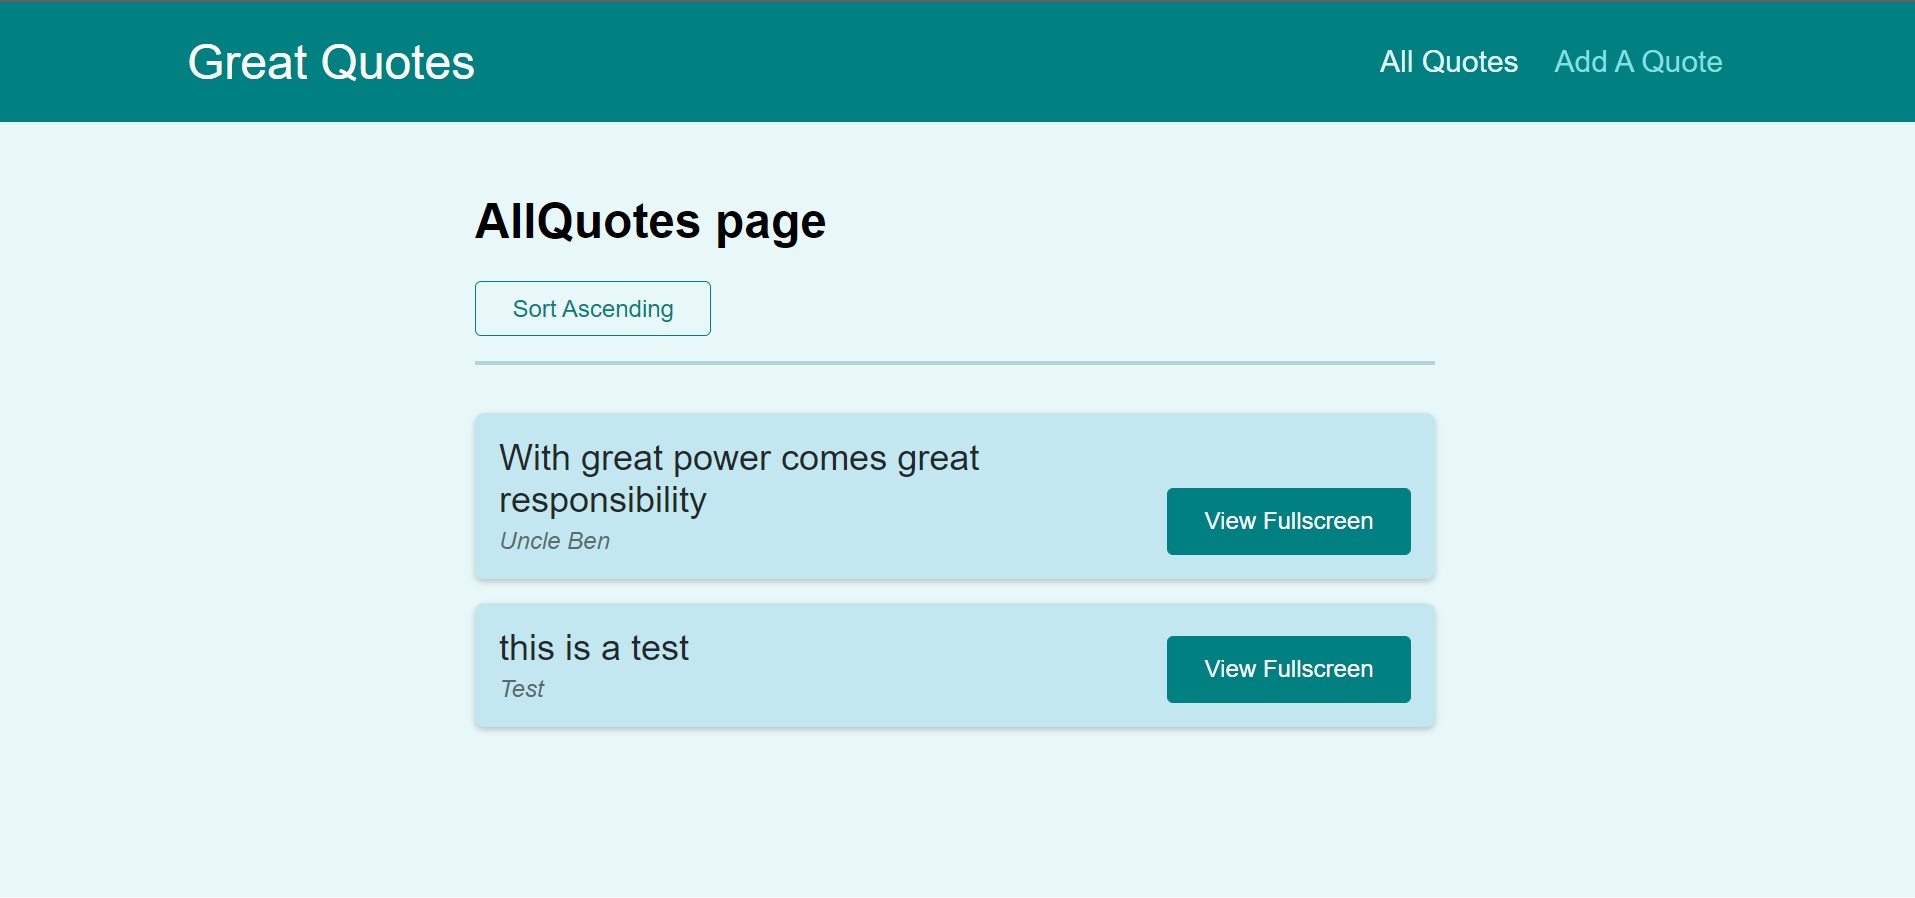 Great Quotes
All Quotes
Add A Quote
AllQuotes page
Sort Ascending
With great power comes great
responsibility
Uncle Ben
View Fullscreen
this is a test
Test
View Fullscreen